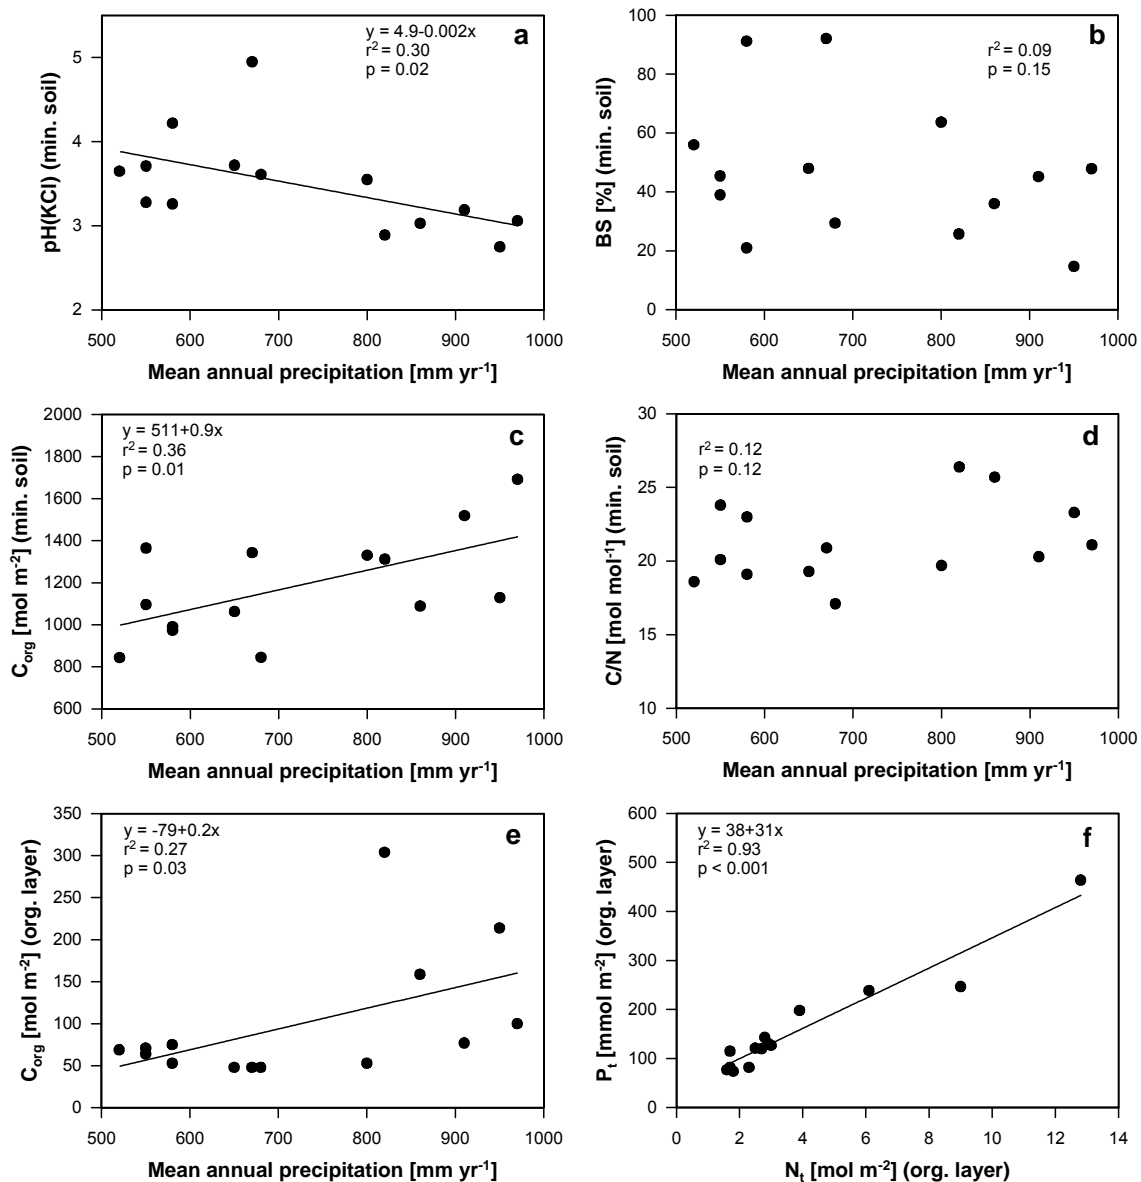 a
y = 4.9-0.002x
r² = 0.30
p = 0.02
5
4
3
2
pH(KCl) (min. soil)
500 600 700 800 900 1000
Mean annual precipitation [mm yr⁻¹]
b
r² = 0.09
p = 0.15
100
80
60
40
20
0
BS [%] (min. soil)
500 600 700 800 900 1000
Mean annual precipitation [mm yr⁻¹]
c
y = 511+0.9x
r² = 0.36
p = 0.01
2000
1800
1600
1400
1200
1000
800
600
C_org [mol m⁻²] (min. soil)
500 600 700 800 900 1000
Mean annual precipitation [mm yr⁻¹]
d
r² = 0.12
p = 0.12
30
25
20
15
10
C/N [mol mol⁻¹] (min. soil)
500 600 700 800 900 1000
Mean annual precipitation [mm yr⁻¹]
e
y = -79+0.2x
r² = 0.27
p = 0.03
350
300
250
200
150
100
50
0
C_org [mol m⁻²] (org. layer)
500 600 700 800 900 1000
Mean annual precipitation [mm yr⁻¹]
f
y = 38+31x
r² = 0.93
p < 0.001
600
500
400
300
200
100
0
P_t [mmol m⁻²] (org. layer)
0 2 4 6 8 10 12 14
N_t [mol m⁻²] (org. layer)